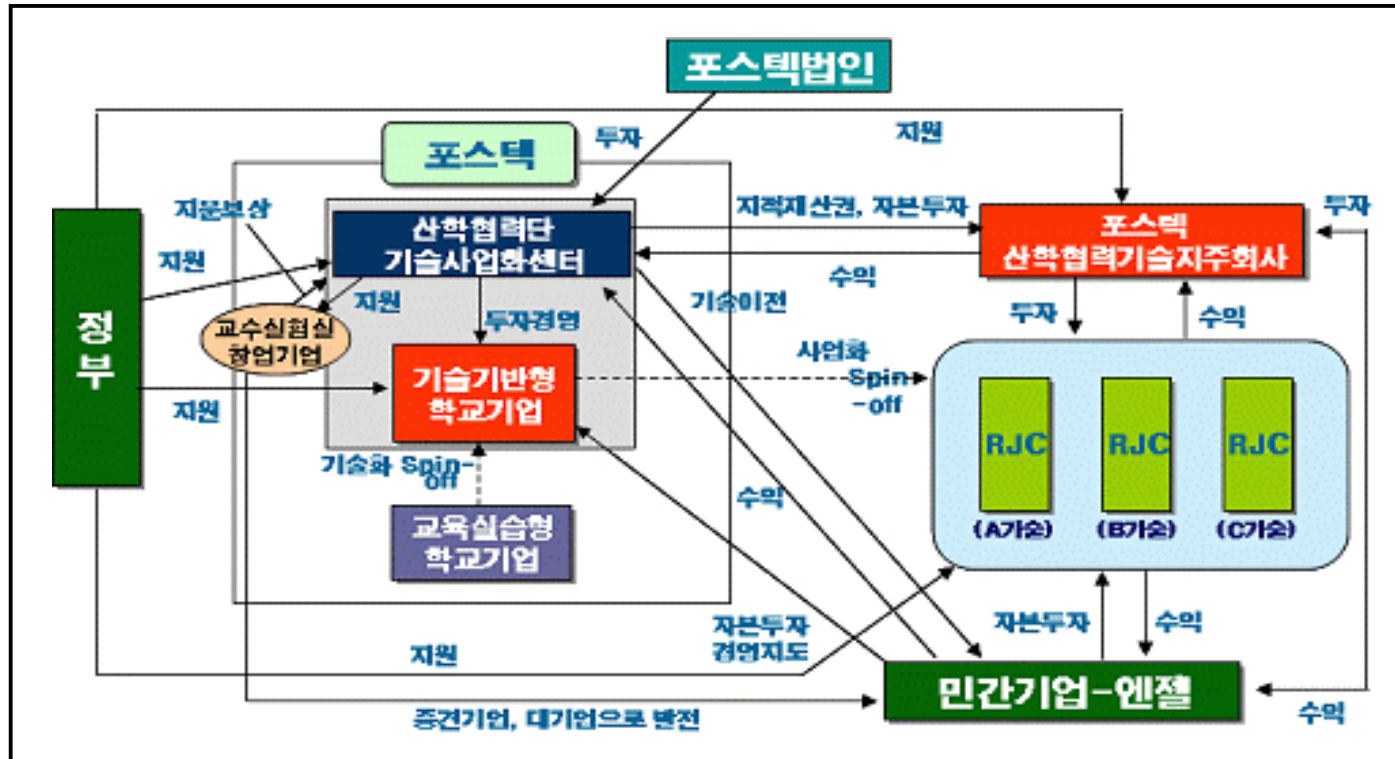 포스텍법인
투자
지원
포스텍
지분보상
산학협력단
기술사업화센터
지적재산권, 자본투자
포스텍
산학협력기술지주회사
투자
지원
지원
수익
기술이전
정
부
교수실험실
창업기업
투자경영
투자
수익
사업화
Spin
-off
기술기반형
학교기업
지원
RJC
RJC
RJC
(A기술)
(B기술)
(C기술)
기술화 Spin-
off
수익
교육실습형
학교기업
자본투자
경영지도
지원
자본투자
수익
민간기업-엔젤
수익
중견기업, 대기업으로 발전